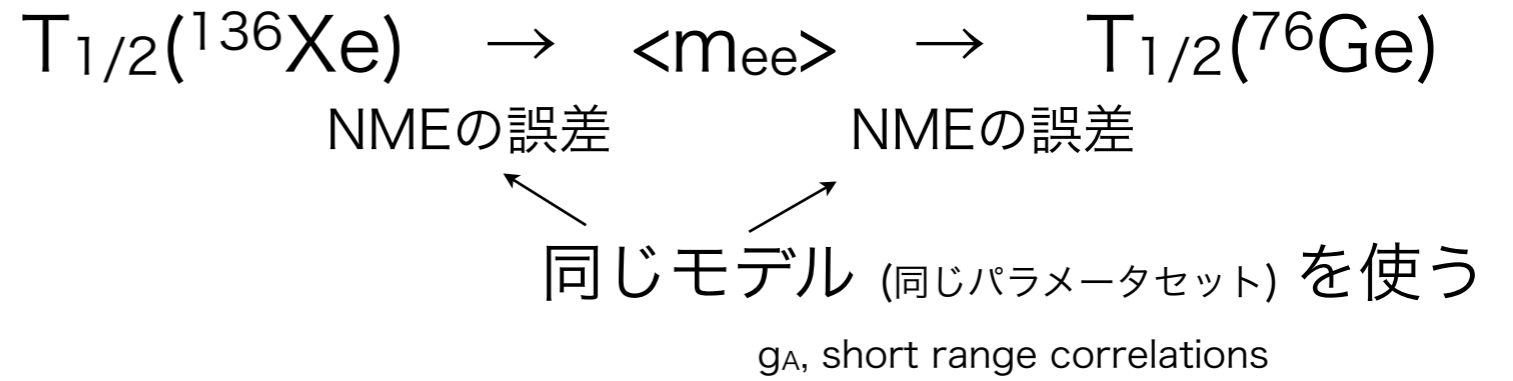 T1/2(136Xe) → <mee> → T1/2(76Ge)
NMEの誤差 NMEの誤差
同じモデル (同じパラメータセット) を使う
gA, short range correlations